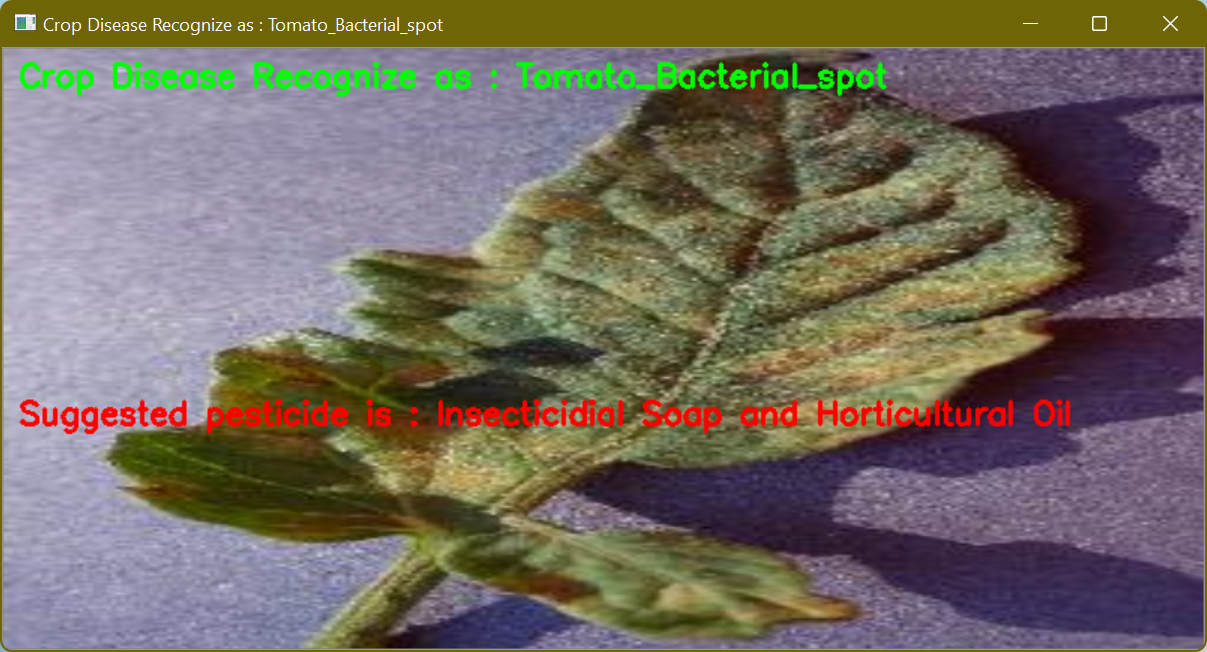 Crop Disease Recognize as : Tomato_Bacterial_spot
Crop Disease Recognize as : Tomato_Bacterial_spot
Suggested pesticide is : Insecticidial Soap and Horticultural Oil